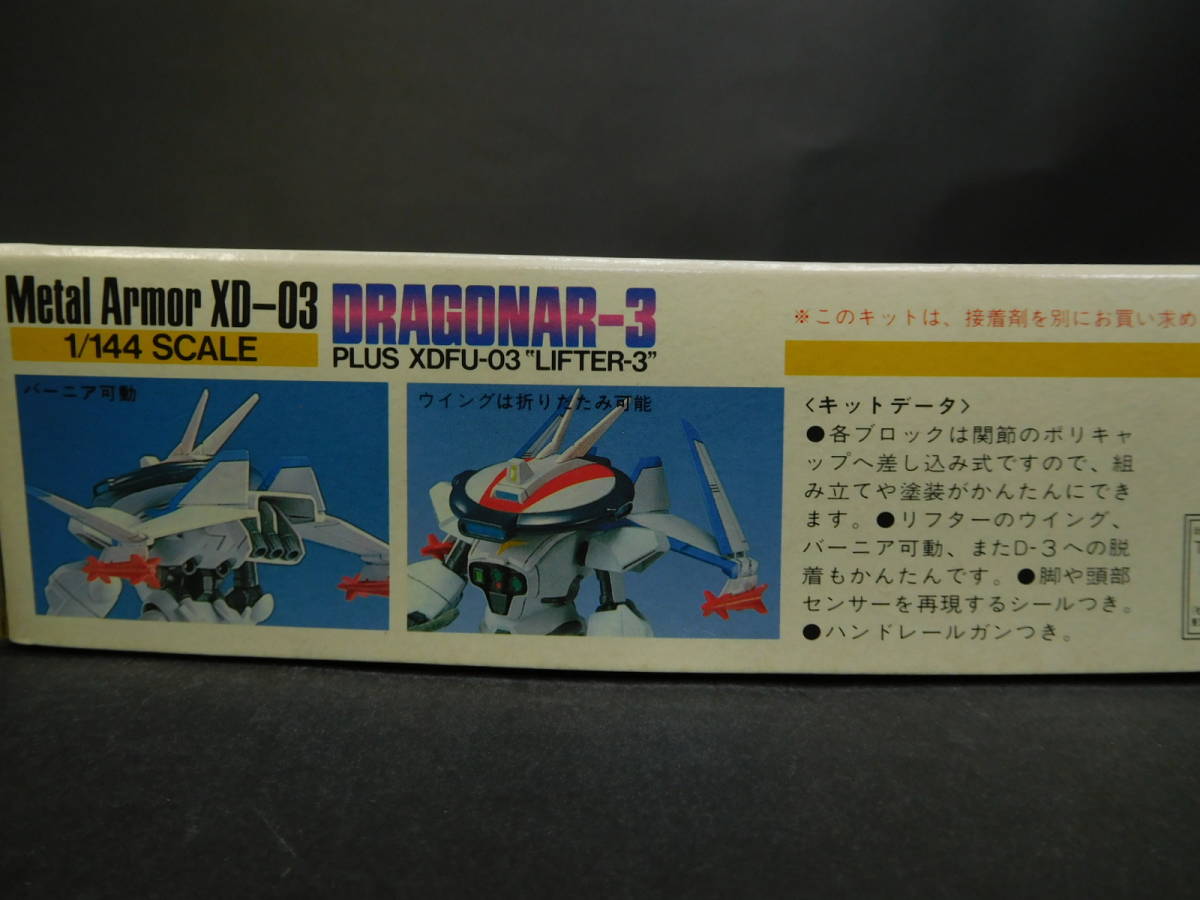 Metal Armor XD-03
1/144 SCALE
DRAGONAR-3
PLUS XDFU-03 "LIFTER-3"
※このキットは、接着剤を別にお買い求め
バーニア可動
ウイングは折りだたみ可能
〈キットデータ〉
●各ブロックは関節のポリキャ
ップへ差し込み式ですので、組
み立てや塗装がかんたんにでき
ます。●リフターのウイング、
バーニア可動、またD-3への脱
着もかんたんです。●脚や頭部
センサーを再現するシールつき。
●ハンドレールガンつき。